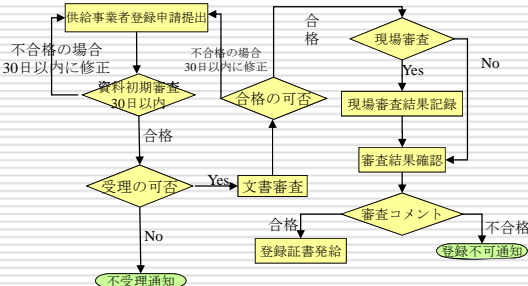 供給事業者登録申請提出
不合格の場合
30日以内に修正
資料初期審査
30日以内
合格
受理の可否
Yes
文書審査
No
不受理通知
不合格の場合
30日以内に修正
合格の可否
合
格
現場審査
Yes
No
現場審査結果記録
審査結果確認
審査コメント
合格
不合格
登録証書発給
登録不可通知